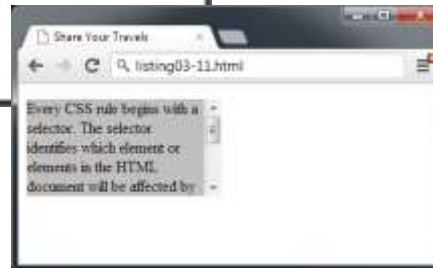 Share Your Travels
listing03-11.html
Every CSS rule begins with a
selector. The selector
identifies which element or
elements in the HTML
document will be affected by